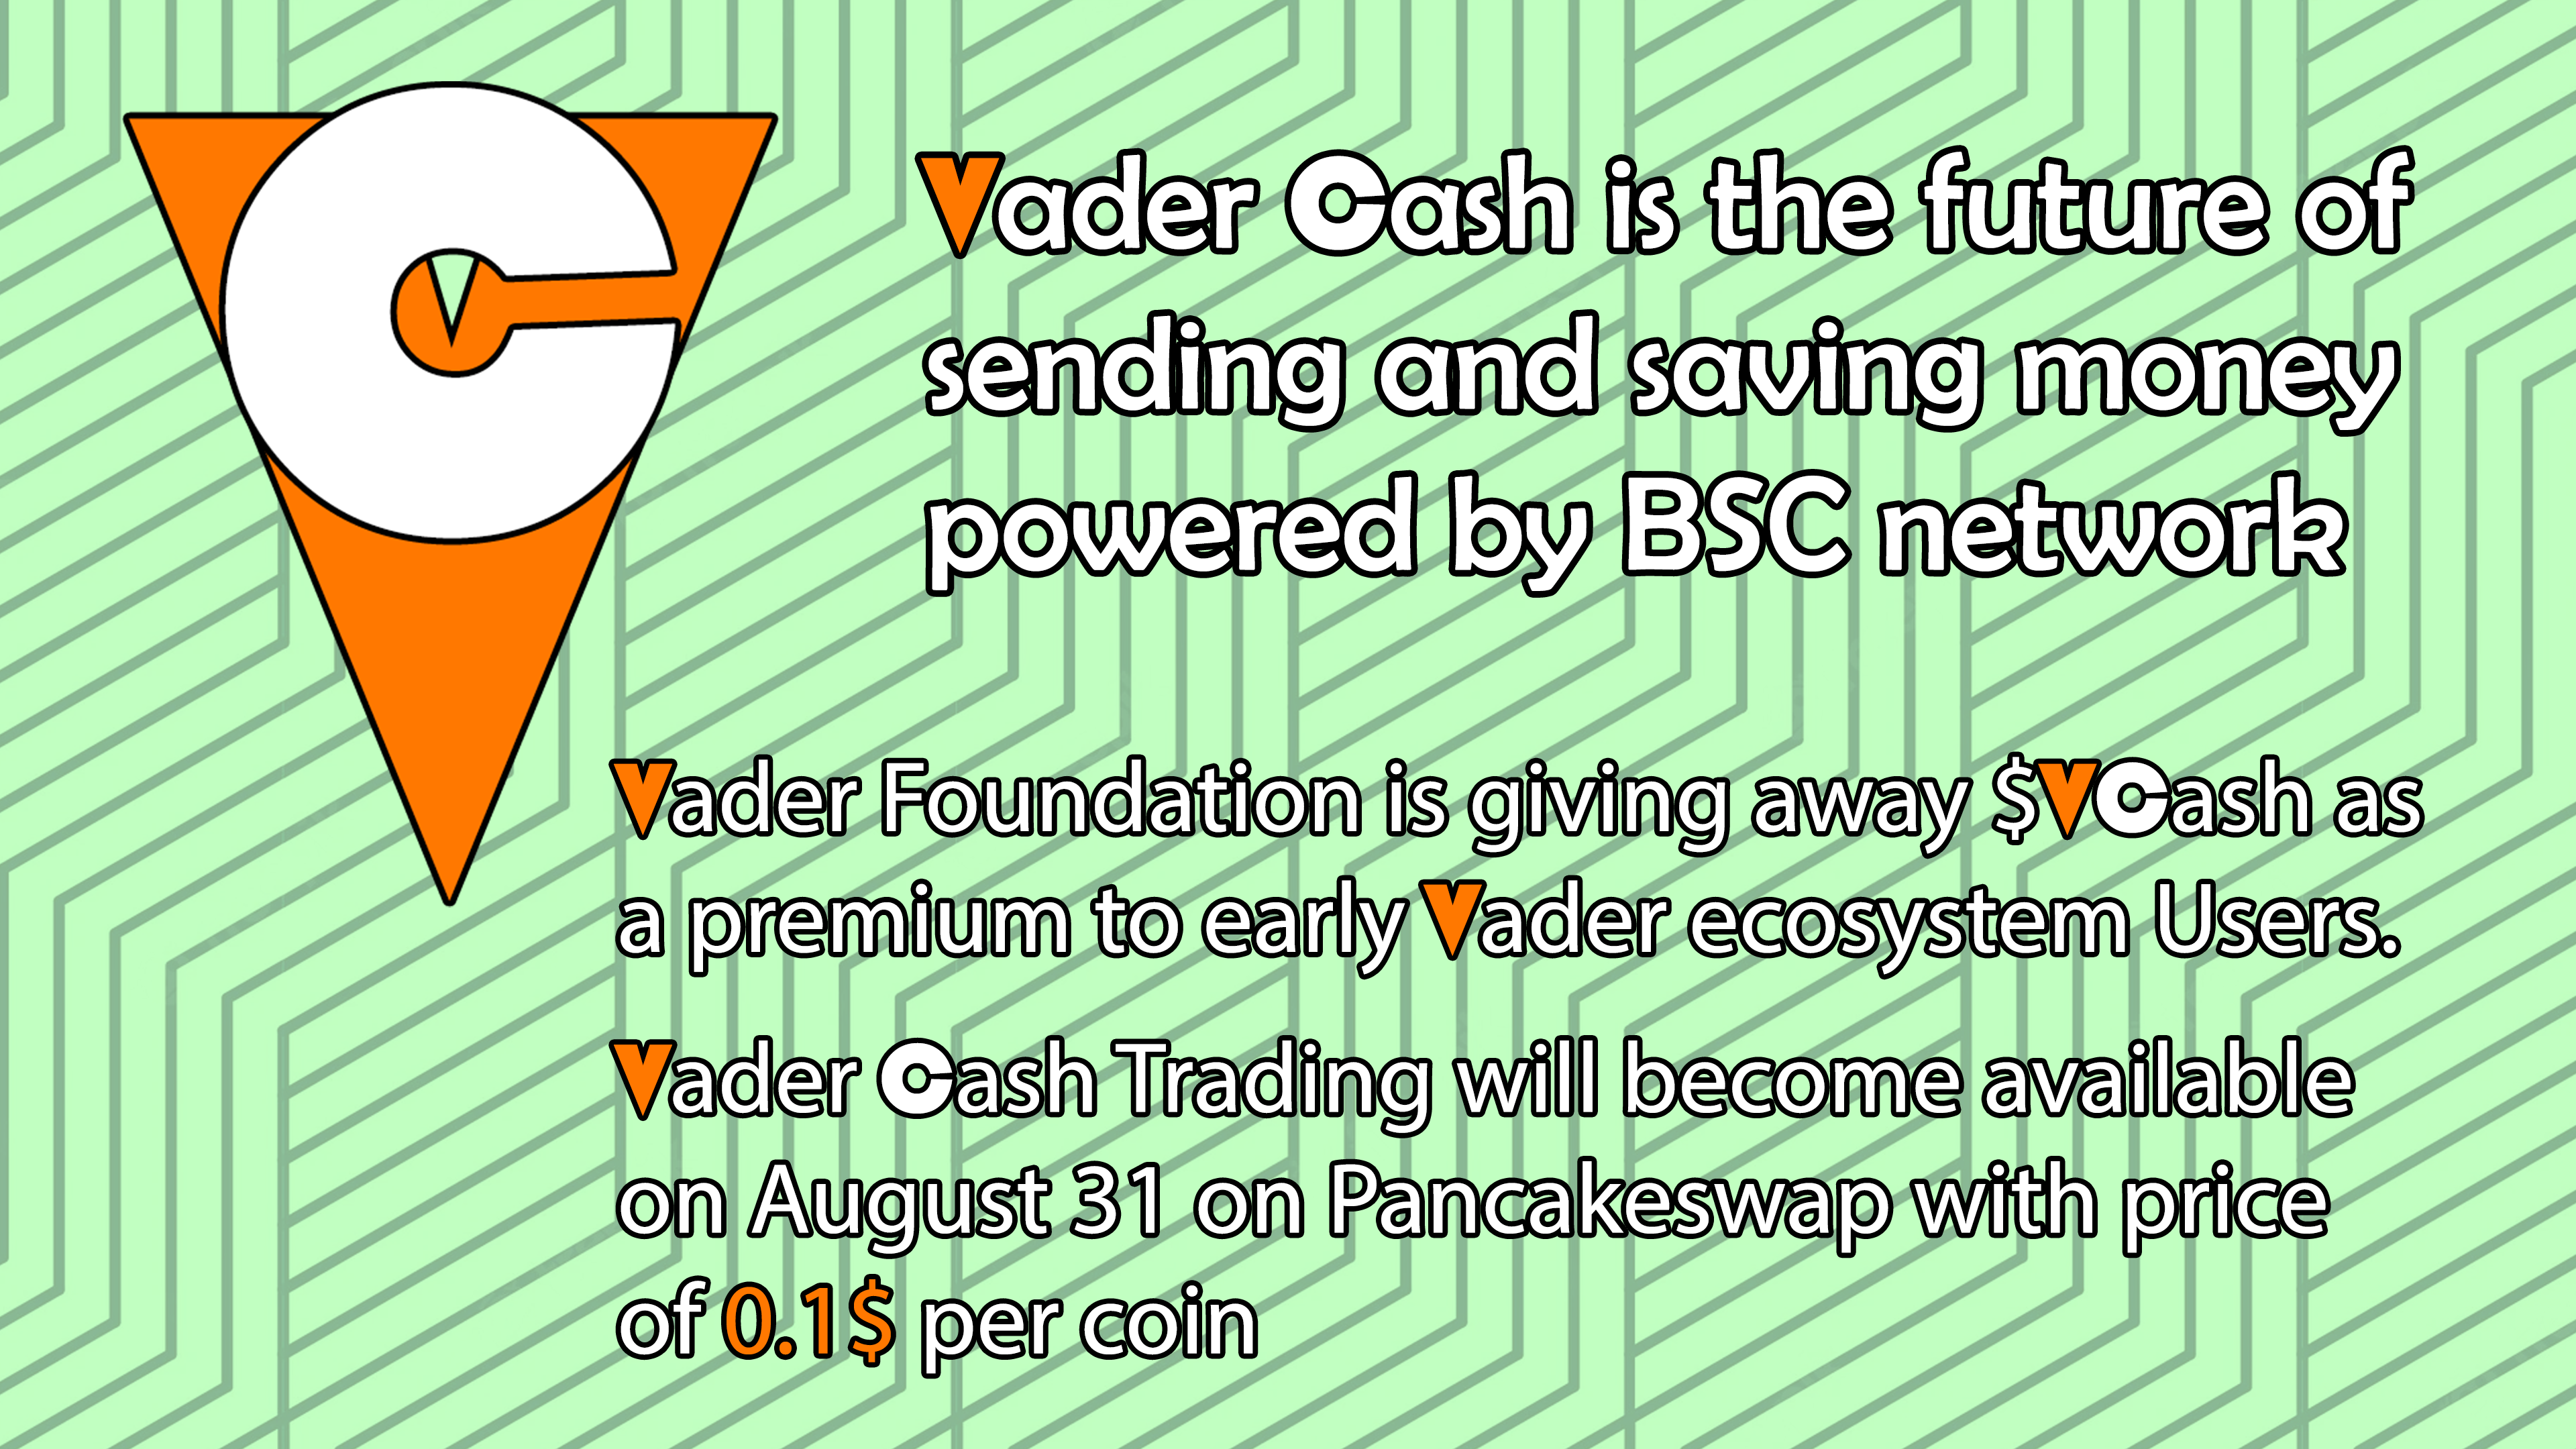 Vader Cash is the future of
sending and saving money
powered by BSC network
Vader Foundation is giving away $VCash as
a premium to early Vader ecosystem Users.
Vader Cash Trading will become available
on August 31 on Pancakeswap with price
of 0.1$ per coin